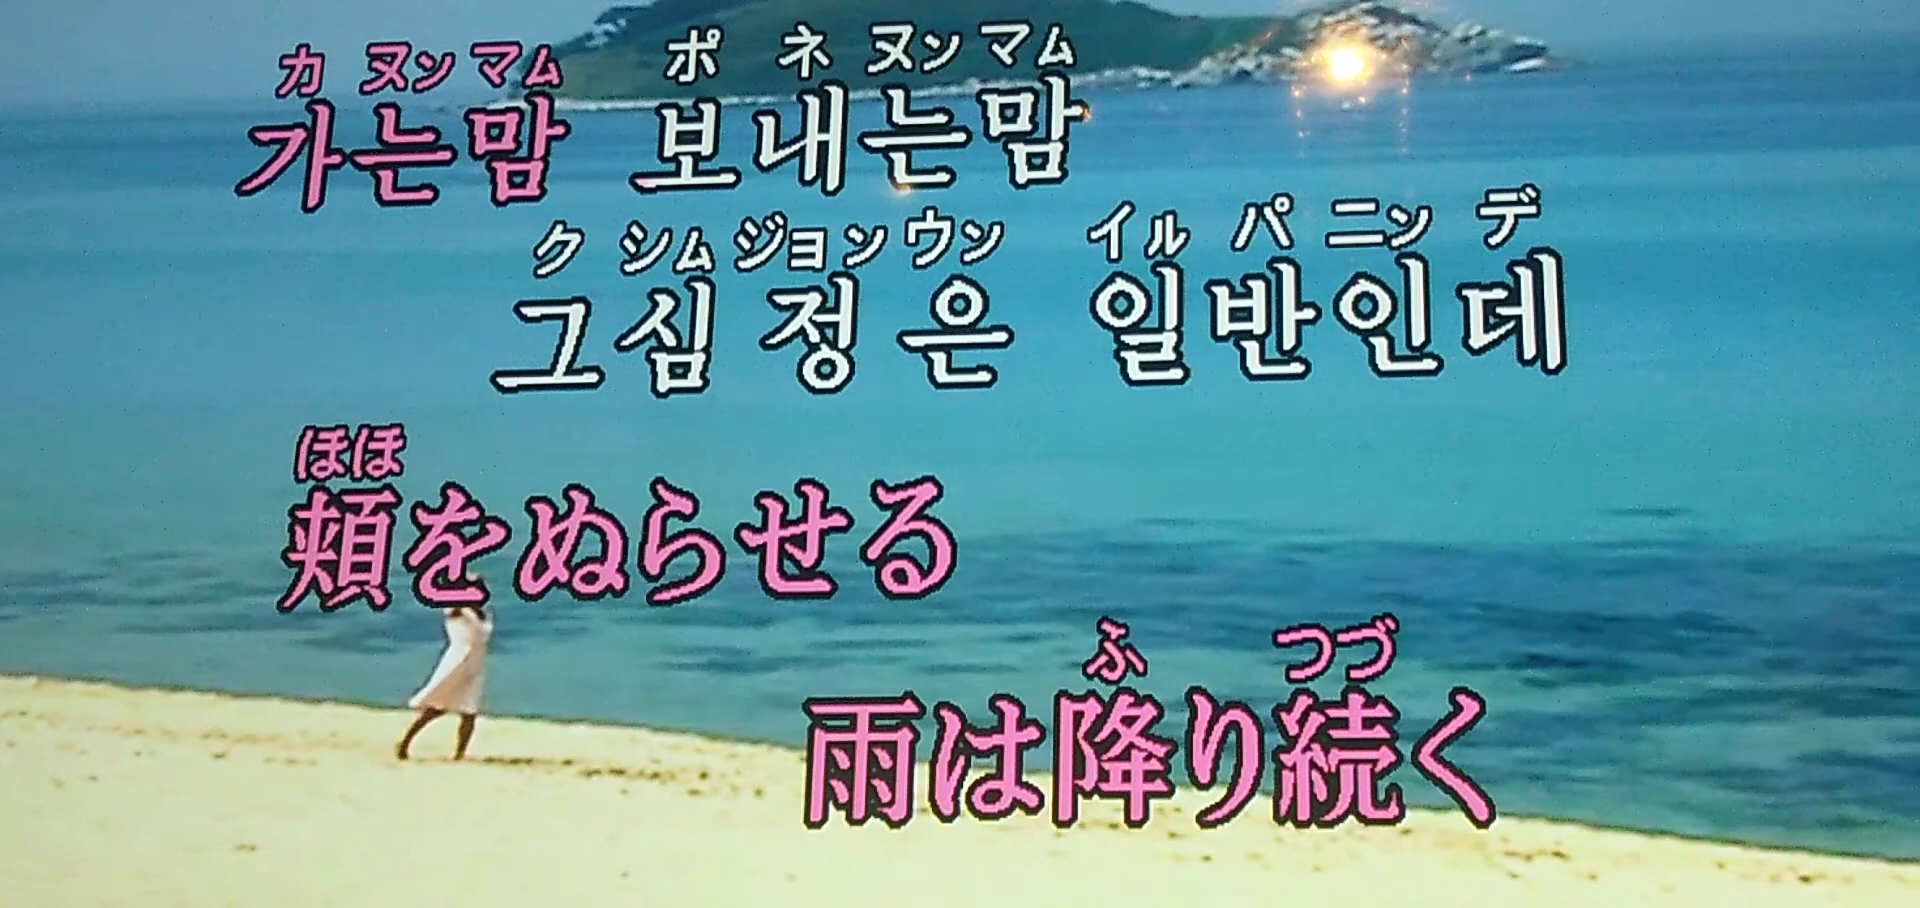 カ ヌン マム ポ ネ ヌン マム
가는맘 보내는맘
ク シム ジョン ウン イル パ ニン デ
그심정은 일반인데
ほほ
頬をぬらせる
ふ つづ
雨は降り続く